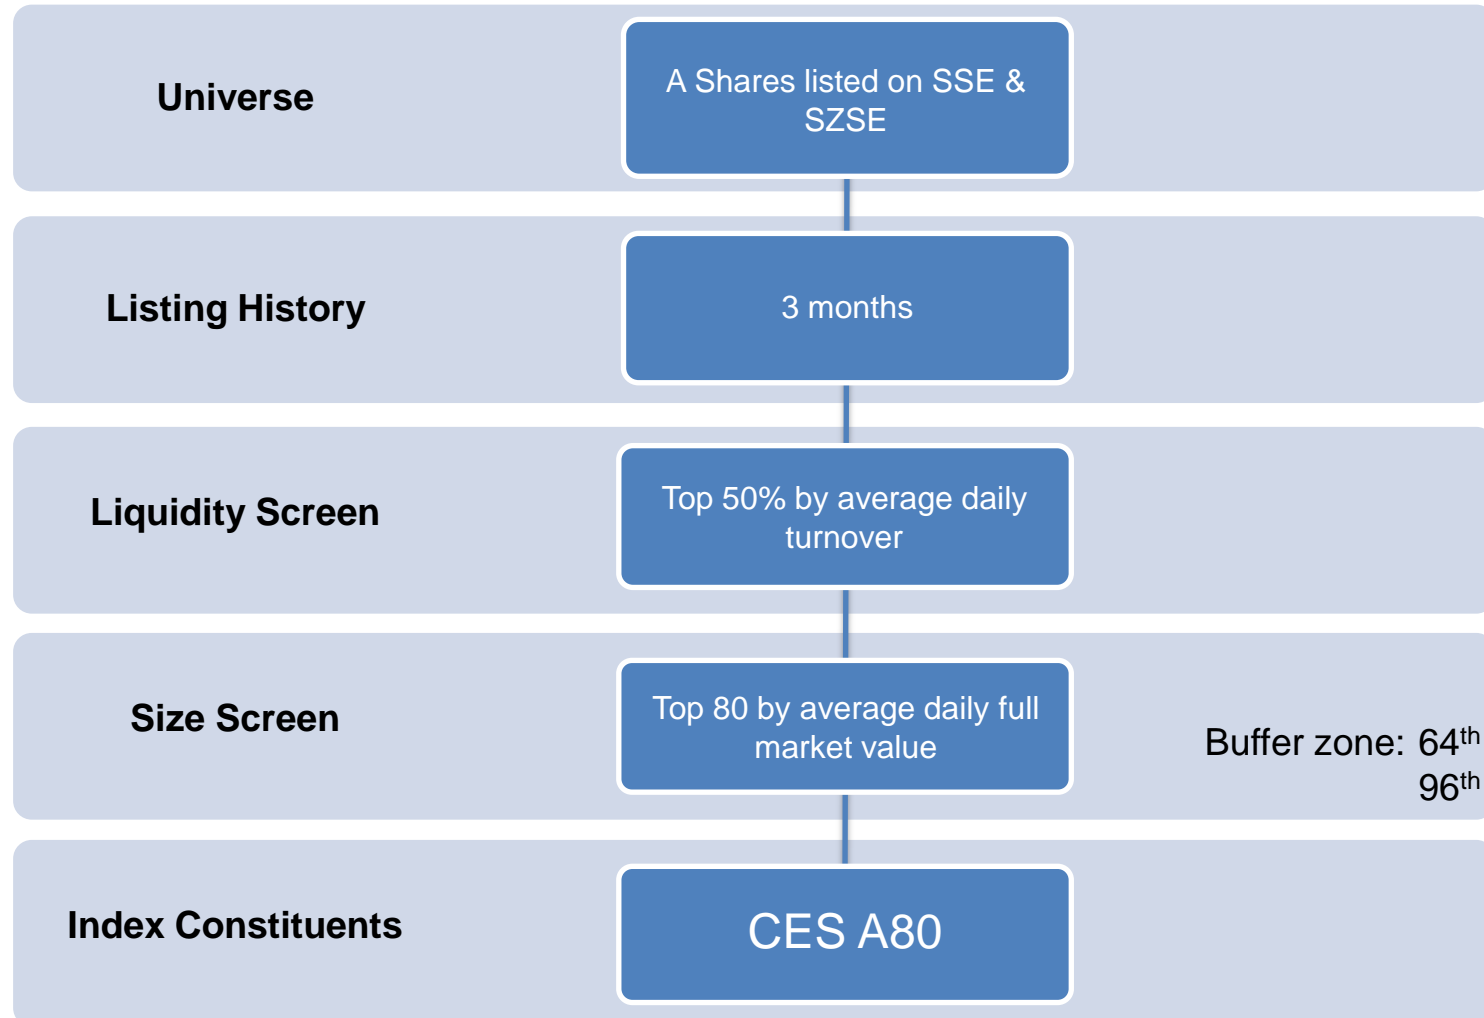 Universe
A Shares listed on SSE &
SZSE
Listing History
3 months
Liquidity Screen
Top 50% by average daily
turnover
Size Screen
Top 80 by average daily full
market value
Buffer zone: 64th
96th
Index Constituents
CES A80